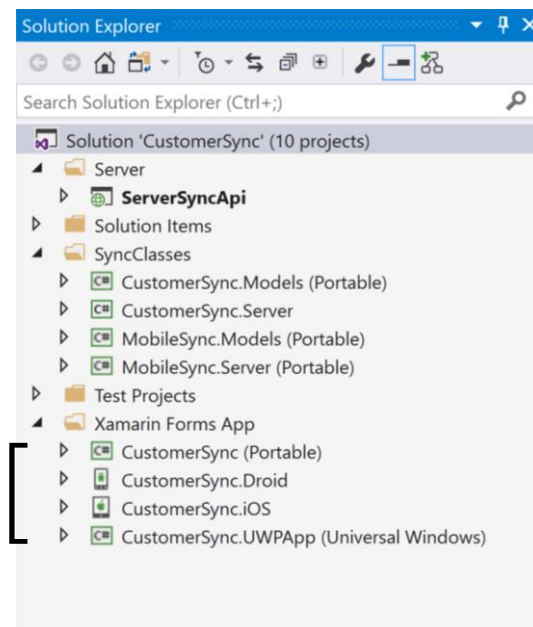 Solution Explorer
Search Solution Explorer (Ctrl+;)
Solution 'CustomerSync' (10 projects)
Server
ServerSyncApi
Solution Items
SyncClasses
C# CustomerSync.Models (Portable)
C# CustomerSync.Server
C# MobileSync.Models (Portable)
C# MobileSync.Server (Portable)
Test Projects
Xamarin Forms App
C# CustomerSync (Portable)
CustomerSync.Droid
CustomerSync.iOS
C# CustomerSync.UWPApp (Universal Windows)